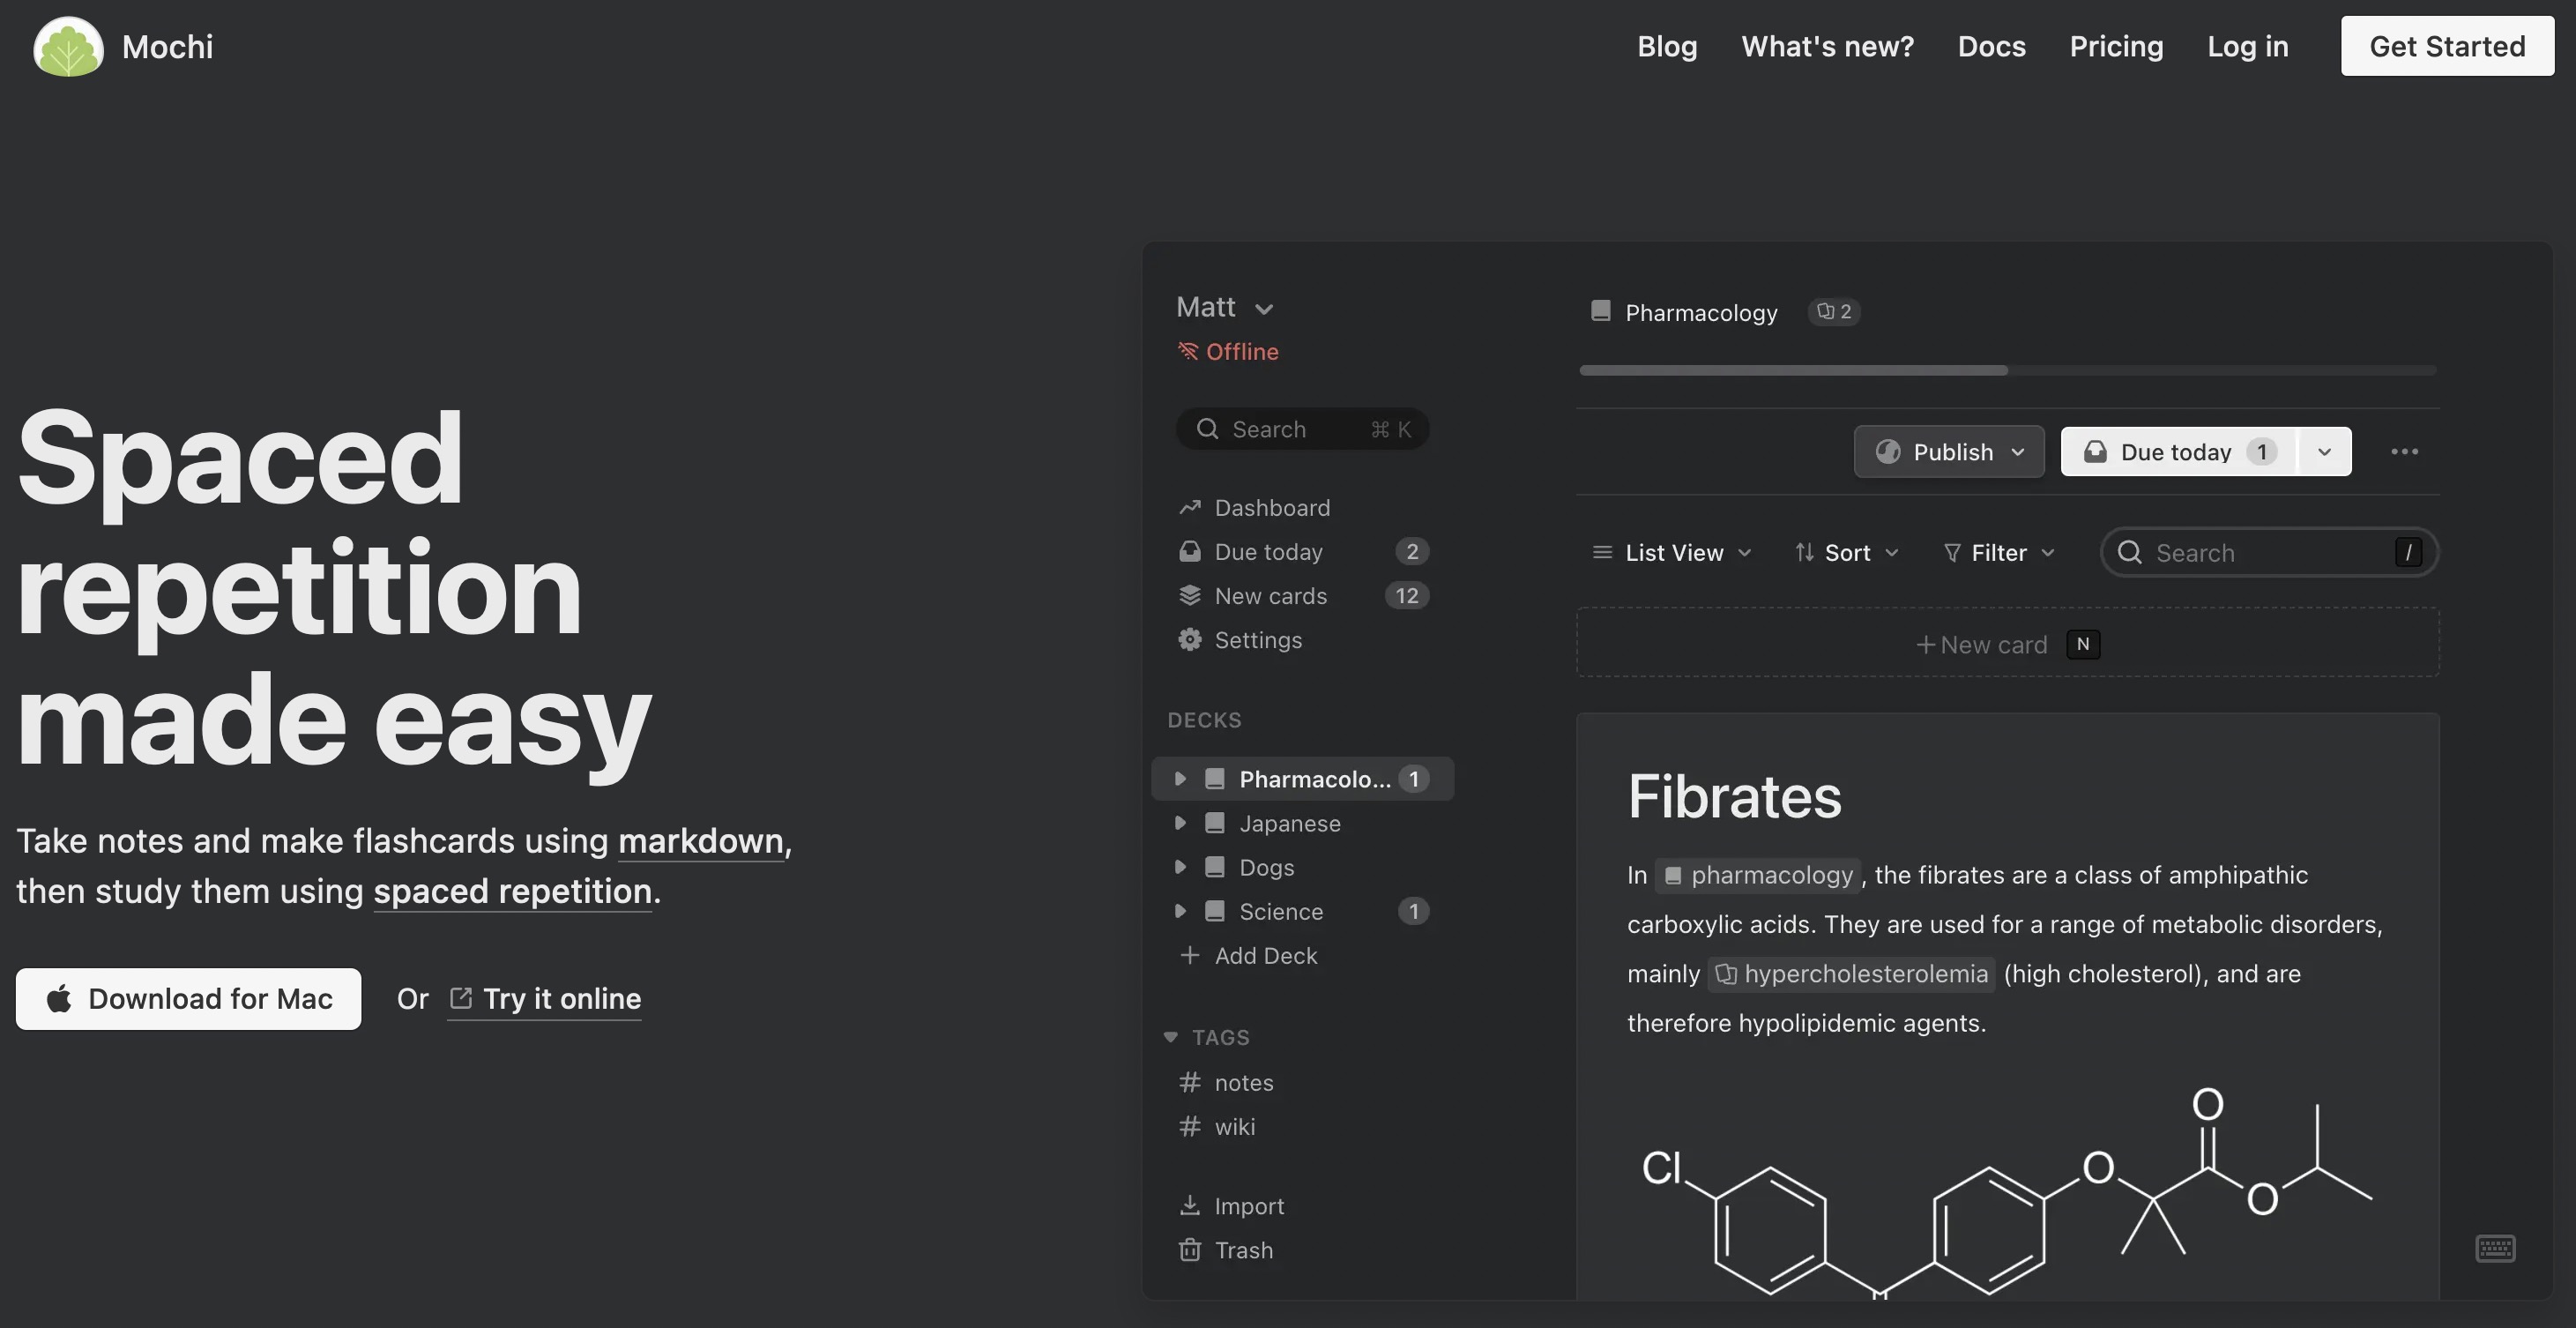 Mochi
Blog What's new? Docs Pricing Log in Get Started
Spaced
repetition
made easy
Take notes and make flashcards using markdown,
then study them using spaced repetition.
Download for Mac Or Try it online
Matt
Offline
Search ⌘ K
Dashboard
Due today 2
New cards 12
Settings
DECKS
Pharmacolo... 1
Japanese
Dogs
Science 1
+ Add Deck
TAGS
# notes
# wiki
Import
Trash
Pharmacology 2
Publish Due today 1 •••
List View Sort Filter Search /
+ New card N
Fibrates
In pharmacology, the fibrates are a class of amphipathic
carboxylic acids. They are used for a range of metabolic disorders,
mainly hypercholesterolemia (high cholesterol), and are
therefore hypolipidemic agents.
O
Cl O
O